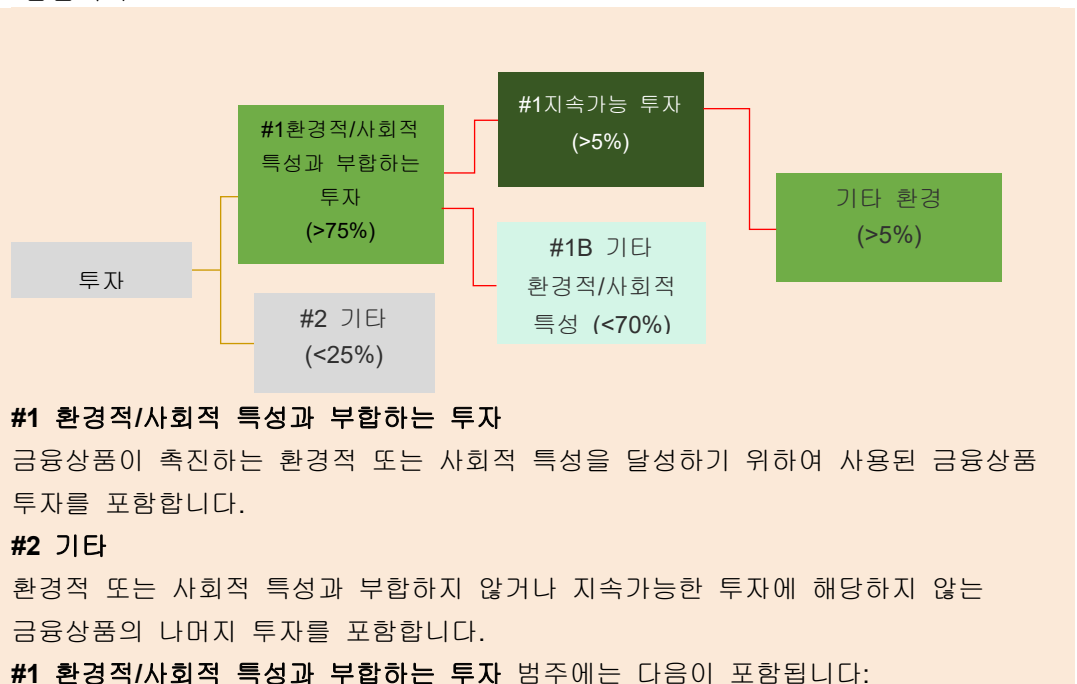 #1환경적/사회적
특성과 부합하는
투자
(>75%)
#1지속가능 투자
(>5%)
기타 환경
(>5%)
#1B 기타
환경적/사회적
특성 (<70%)
투자
#2 기타
(<25%)
#1 환경적/사회적 특성과 부합하는 투자
금융상품이 촉진하는 환경적 또는 사회적 특성을 달성하기 위하여 사용된 금융상품
투자를 포함합니다.
#2 기타
환경적 또는 사회적 특성과 부합하지 않거나 지속가능한 투자에 해당하지 않는
금융상품의 나머지 투자를 포함합니다.
#1 환경적/사회적 특성과 부합하는 투자 범주에는 다음이 포함됩니다: